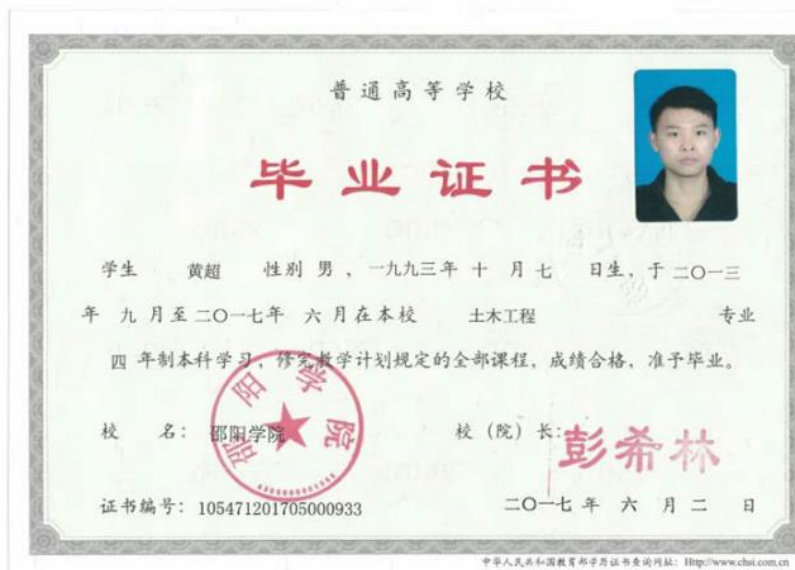 普通高等学校
毕业证书
学生 黄超 性别 男 ，一九九三年 十 月 七 日生，于 二〇一三
年 九 月至 二〇一七年 六 月在本校 土木工程 专业
四 年制本科学习，修完教学计划规定的全部课程，成绩合格，准予毕业。
邵阳学院
校 名： 邵阳学院 校（院）长： 彭希林
证书编号：105471201705000933 二〇一七 年 六 月 二 日
中华人民共和国教育部学历证书查询网址：Http://www.chsi.com.cn